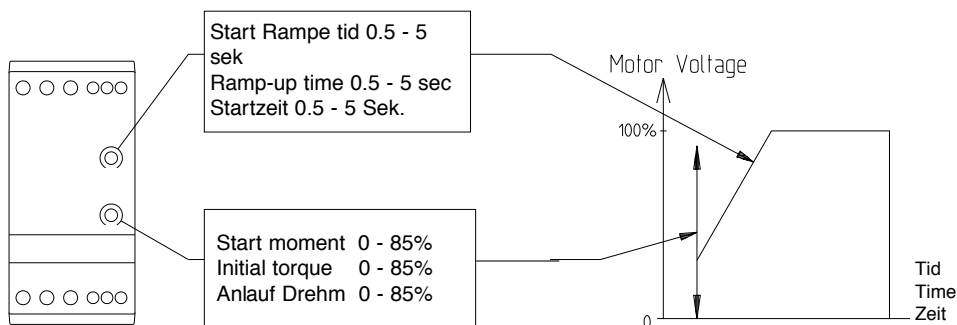 Start Rampe tid 0.5 - 5
sek
Ramp-up time 0.5 - 5 sec
Startzeit 0.5 - 5 Sek.
Start moment 0 - 85%
Initial torque 0 - 85%
Anlauf Drehm 0 - 85%
Motor Voltage
100%
0
Tid
Time
Zeit